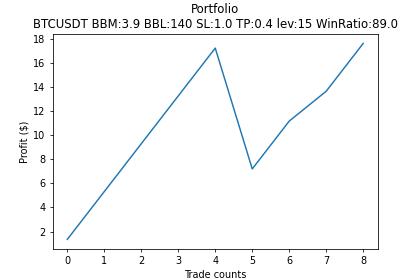 Portfolio
BTCUSDT BBM:3.9 BBL:140 SL:1.0 TP:0.4 lev:15 WinRatio:89.0
18
16
14
12
10
8
6
4
2
Profit ($)
0 1 2 3 4 5 6 7 8
Trade counts